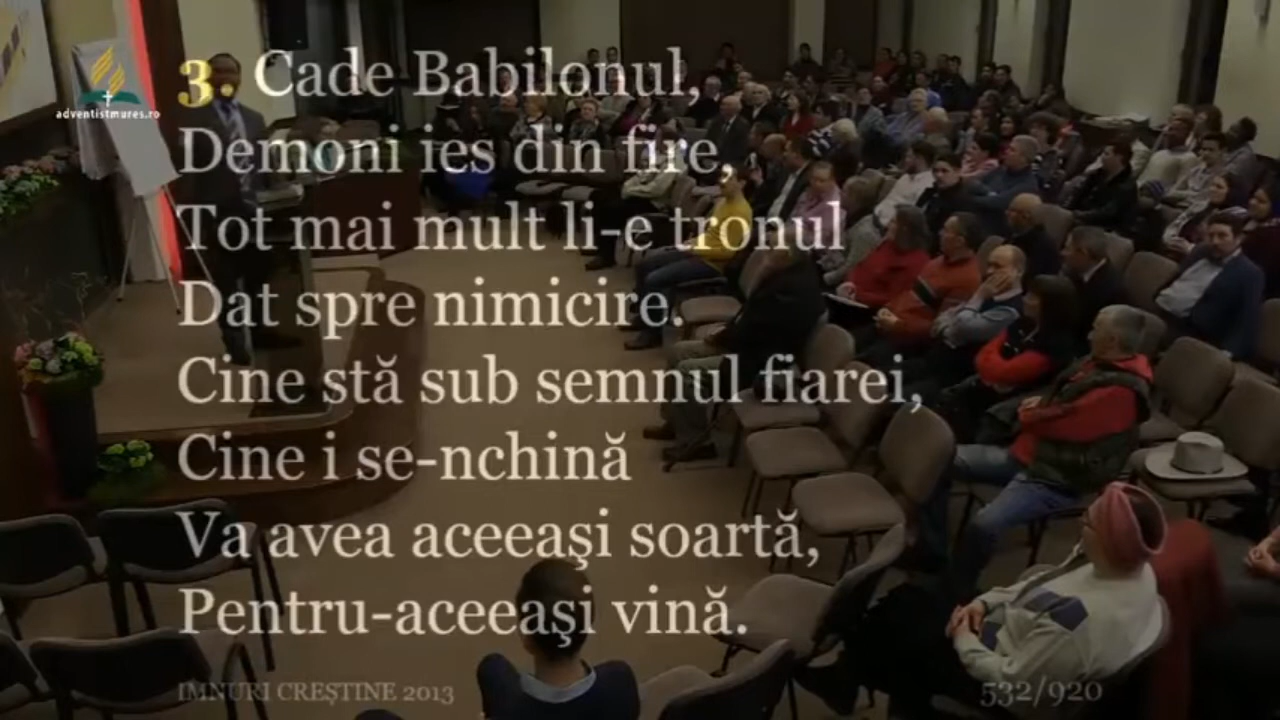 adventistmures.ro
3. Cade Babilonul,
Demoni ies din fire,
Tot mai mult li-e tronul
Dat spre nimicire.
Cine stă sub semnul fiarei,
Cine i se-nchină
Va avea aceeaşi soartă,
Pentru-aceeaşi vină.
IMNURI CREŞTINE 2013
532/920